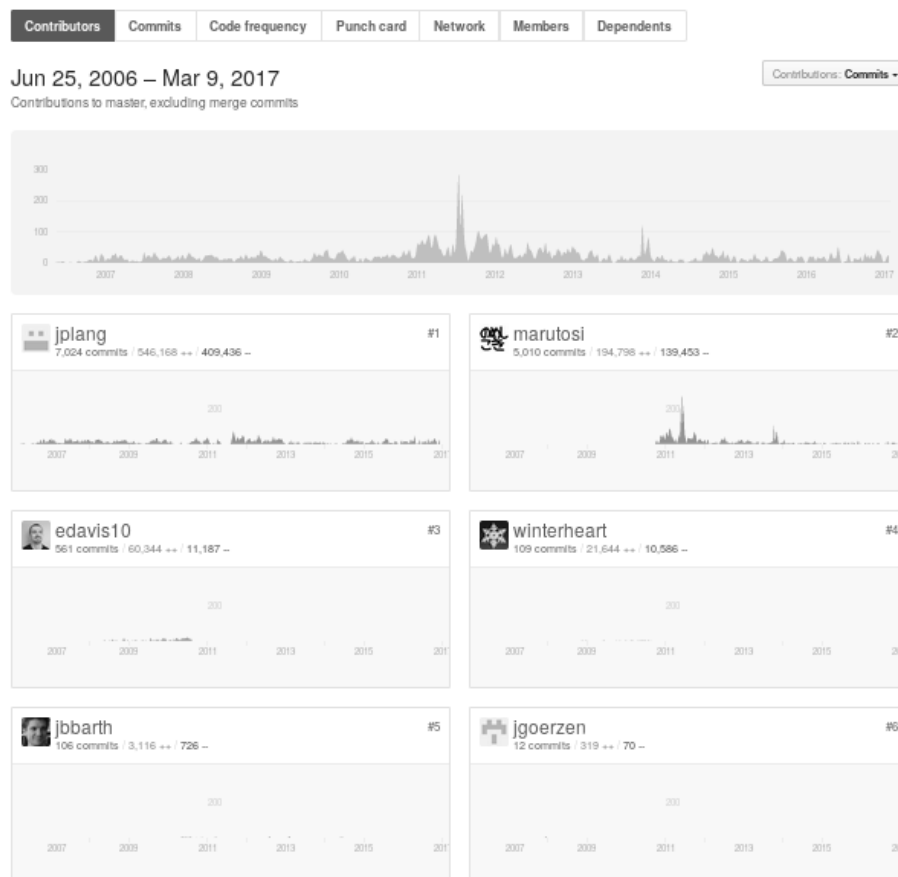 Contributors Commits Code frequency Punch card Network Members Dependents
Jun 25, 2006 – Mar 9, 2017
Contributions: Commits
Contributions to master, excluding merge commits
300
200
100
0
2007 2008 2009 2010 2011 2012 2013 2014 2015 2016 2017
jplang #1
7,024 commits / 546,168 ++ / 409,436 --
200
2007 2009 2011 2013 2015 201
marutosi #2
5,010 commits / 194,798 ++ / 139,453 --
200
2007 2009 2011 2013 2015
edavis10 #3
561 commits / 60,344 ++ / 11,187 --
200
2007 2009 2011 2013 2015 201
winterheart #4
109 commits / 21,644 ++ / 10,586 --
200
2007 2009 2011 2013 2015
jbbarth #5
106 commits / 3,116 ++ / 726 --
200
2007 2009 2011 2013 2015 201
jgoerzen #6
12 commits / 319 ++ / 70 --
200
2007 2009 2011 2013 2015